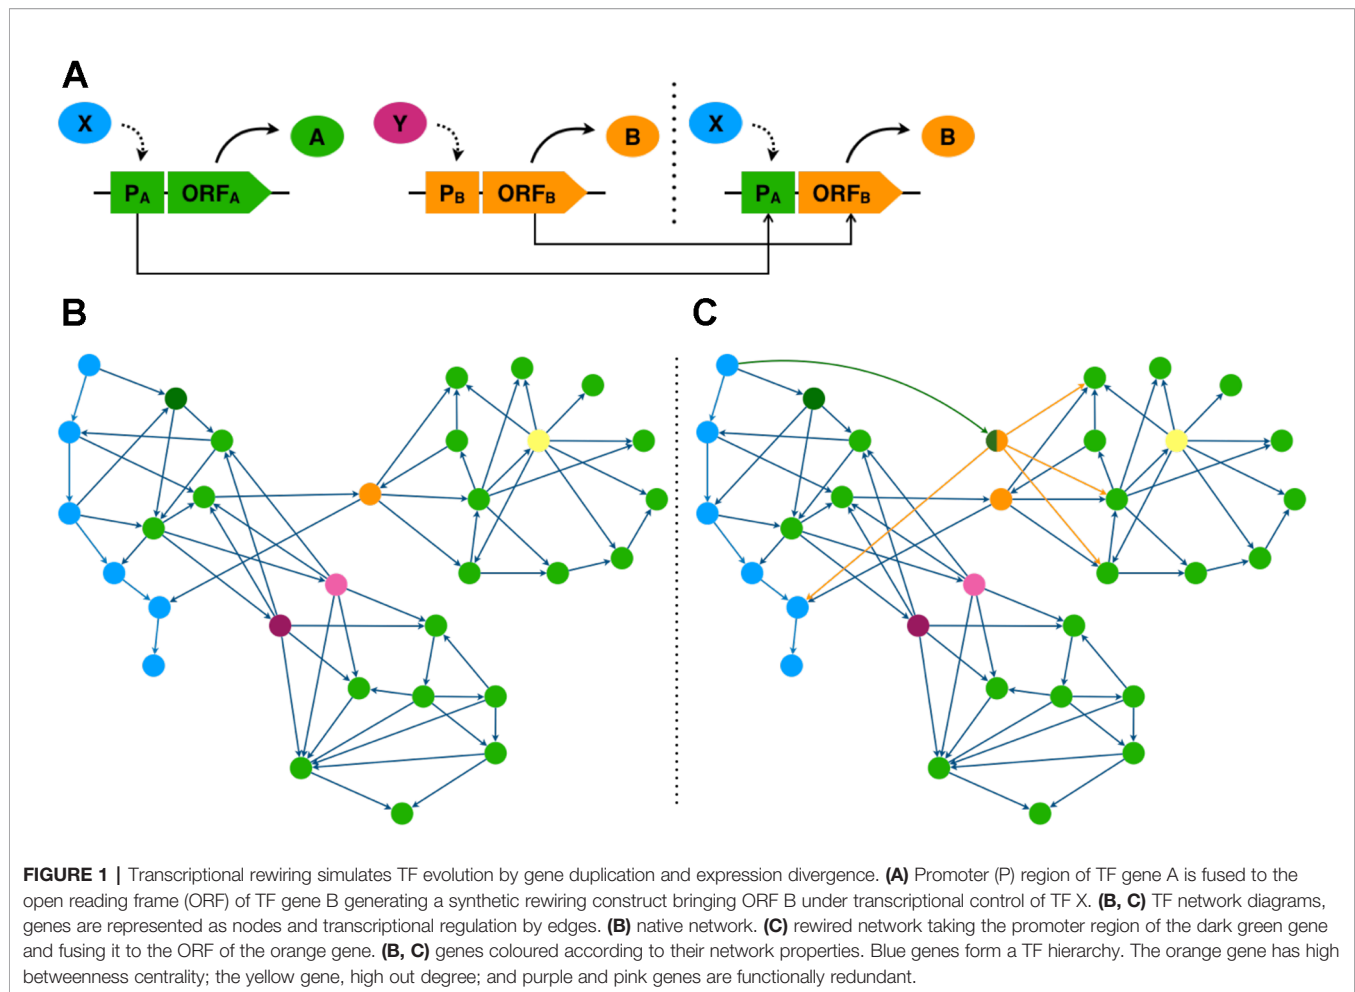 A
X
A
Y
B
X
B
PA ORFA
PB ORFB
PA ORFB
B
C
FIGURE 1 | Transcriptional rewiring simulates TF evolution by gene duplication and expression divergence. (A) Promoter (P) region of TF gene A is fused to the
open reading frame (ORF) of TF gene B generating a synthetic rewiring construct bringing ORF B under transcriptional control of TF X. (B, C) TF network diagrams,
genes are represented as nodes and transcriptional regulation by edges. (B) native network. (C) rewired network taking the promoter region of the dark green gene
and fusing it to the ORF of the orange gene. (B, C) genes coloured according to their network properties. Blue genes form a TF hierarchy. The orange gene has high
betweenness centrality; the yellow gene, high out degree; and purple and pink genes are functionally redundant.